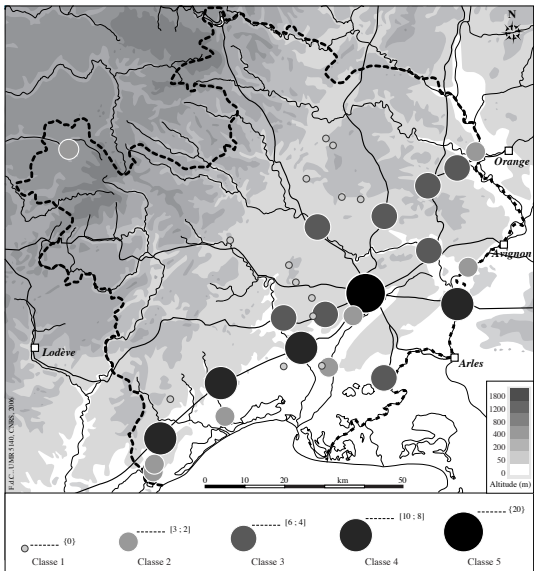 N
Orange
Avignon
Lodève
Arles
F.d.C., UMR 5140, CNRS, 2006
1800
1200
800
400
200
50
0
Altitude (m)
0 10 20 km 50
{0} [3 ; 2] [6 ; 4] [10 ; 8] {20}
Classe 1 Classe 2 Classe 3 Classe 4 Classe 5